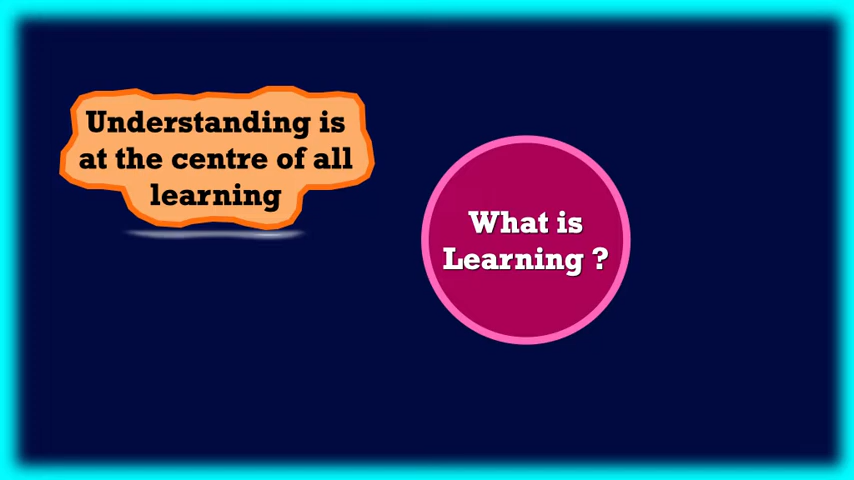 Understanding is
at the centre of all
learning
What is
Learning ?